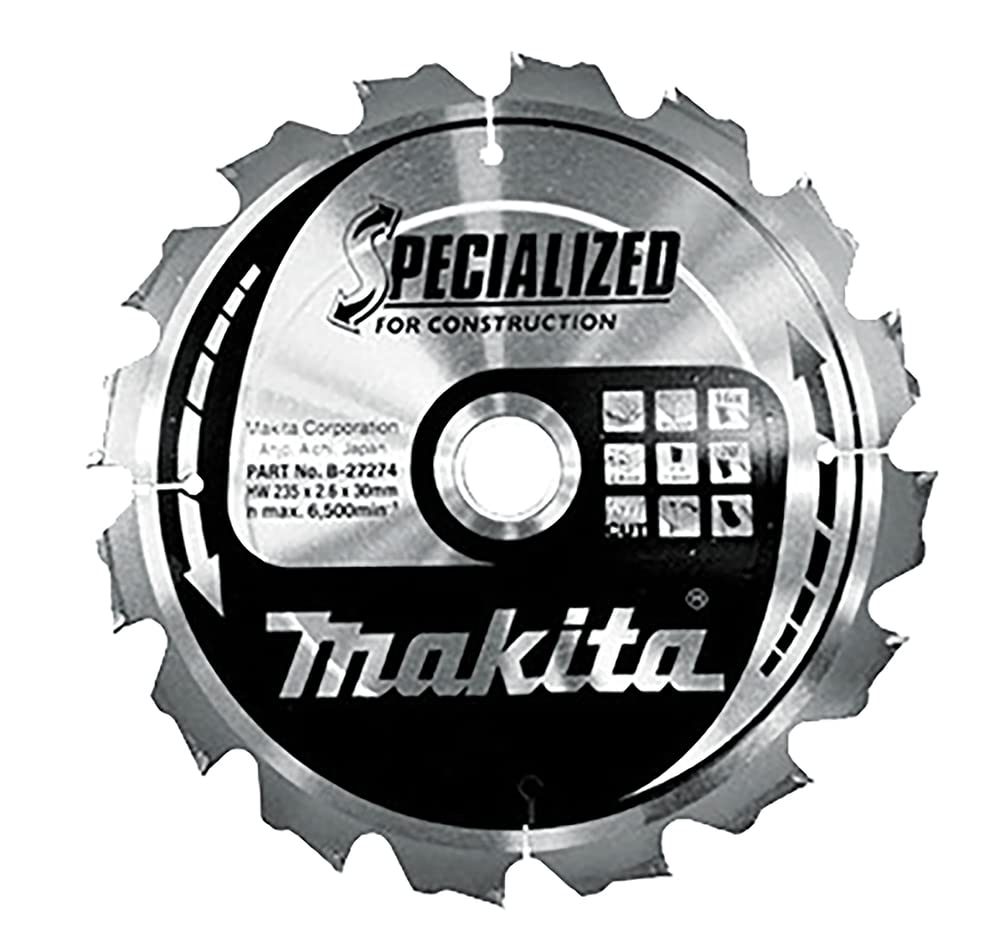 SPECIALIZED
FOR CONSTRUCTION
Makita Corporation
Anjo, Aichi, Japan
PART No. B-27274
HW 235 x 2.6 x 30mm
n max. 6,500min⁻¹
CUT!
Makita®